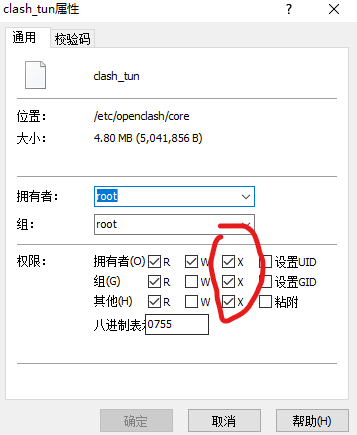 clash_tun属性
通用 校验码
clash_tun
位置： /etc/openclash/core
大小： 4.80 MB (5,041,856 B)
拥有者： root
组： root
权限： 拥有者(O) R W X 设置UID
组(G) R W X 设置GID
其他(H) R W X 粘附
八进制表 0755
确定 取消 帮助(H)